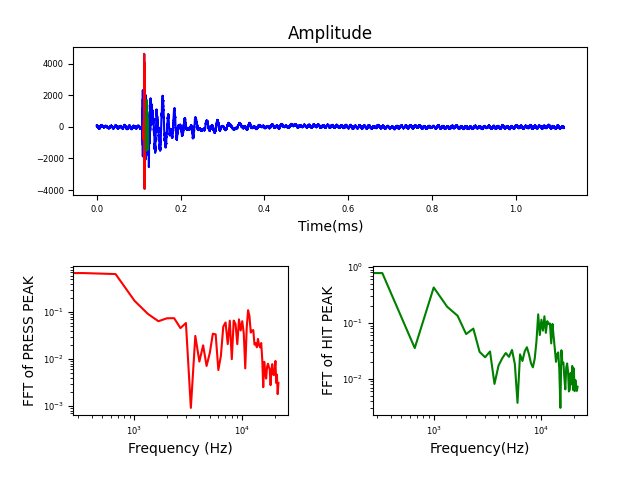 Amplitude
4000
2000
0
−2000
−4000
0.0 0.2 0.4 0.6 0.8 1.0
Time(ms)
FFT of PRESS PEAK
10⁻¹
10⁻²
10⁻³
10³ 10⁴
Frequency (Hz)
FFT of HIT PEAK
10⁰
10⁻¹
10⁻²
10³ 10⁴
Frequency(Hz)